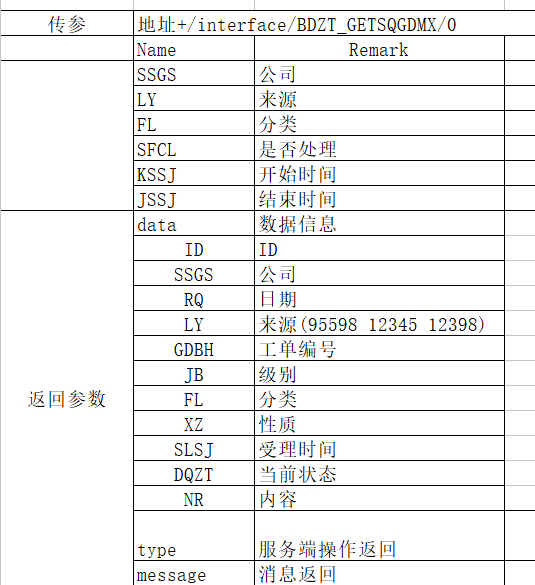 传参 地址+/interface/BDZT_GETSQGDMX/0
Name Remark
SSGS 公司
LY 来源
FL 分类
SFCL 是否处理
KSSJ 开始时间
JSSJ 结束时间
data 数据信息
ID ID
SSGS 公司
RQ 日期
LY 来源(95598 12345 12398)
GDBH 工单编号
JB 级别
返回参数 FL 分类
XZ 性质
SLSJ 受理时间
DQZT 当前状态
NR 内容
type 服务端操作返回
message 消息返回